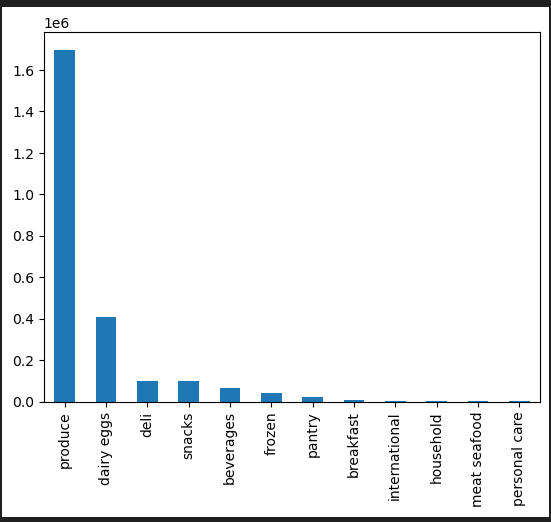 1e6
1.6
1.4
1.2
1.0
0.8
0.6
0.4
0.2
0.0
produce
dairy eggs
deli
snacks
beverages
frozen
pantry
breakfast
international
household
meat seafood
personal care